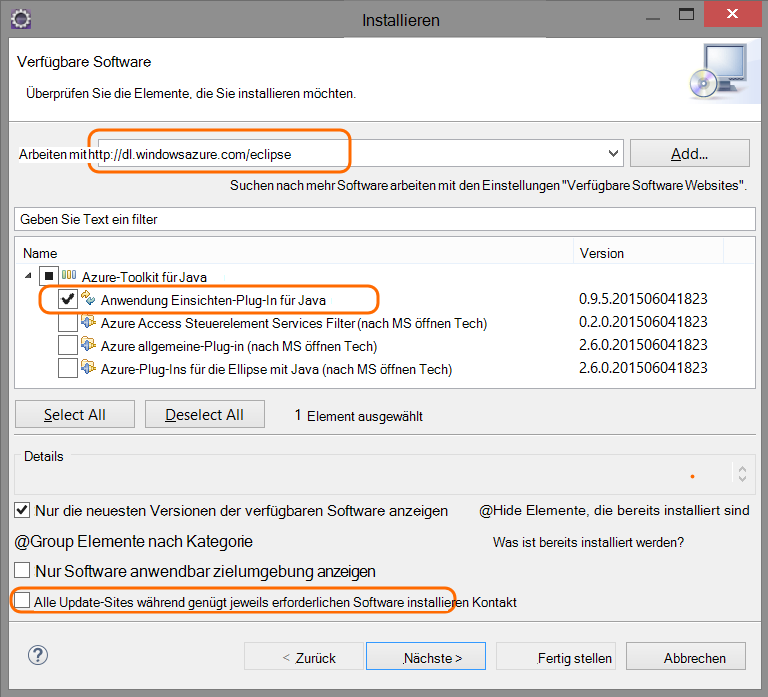 Installieren
Verfügbare Software
Überprüfen Sie die Elemente, die Sie installieren möchten.
Arbeiten mit http://dl.windowsazure.com/eclipse Add...
Suchen nach mehr Software arbeiten mit den Einstellungen "Verfügbare Software Websites".
Geben Sie Text ein filter
Name Version
Azure-Toolkit für Java
Anwendung Einsichten-Plug-In für Java 0.9.5.201506041823
Azure Access Steuerelement Services Filter (nach MS öffnen Tech) 0.2.0.201506041823
Azure allgemeine-Plug-in (nach MS öffnen Tech) 2.6.0.201506041823
Azure-Plug-Ins für die Ellipse mit Java (nach MS öffnen Tech) 2.6.0.201506041823
Select All Deselect All 1 Element ausgewählt
Details
Nur die neuesten Versionen der verfügbaren Software anzeigen @Hide Elemente, die bereits installiert sind
@Group Elemente nach Kategorie Was ist bereits installiert werden?
Nur Software anwendbar zielumgebung anzeigen
Alle Update-Sites während genügt jeweils erforderlichen Software installieren Kontakt
? < Zurück Nächste > Fertig stellen Abbrechen